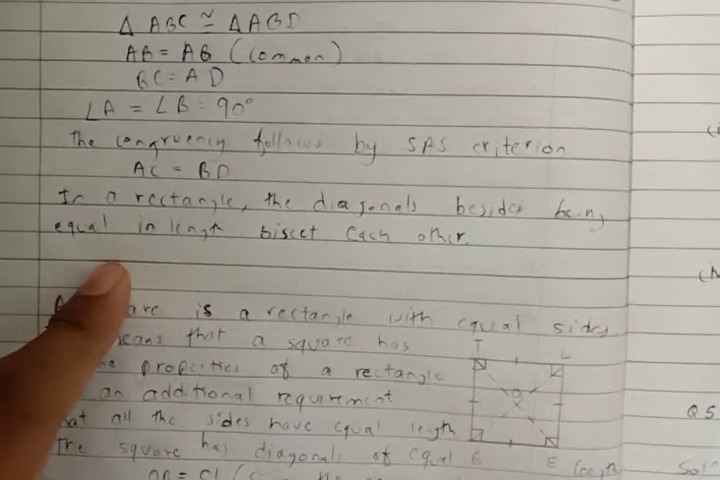 Δ ABC ≅ Δ ABD
AB = AB (common)
BC = AD
∠A = ∠B = 90°
The congruency follows by SAS criterion
AC = BD
In a rectangle, the diagonals besides being
equal in length bisect each other.
is a rectangle with equal sides
that a square has
properties of a rectangle
an additional requirement
all the sides have equal length
The square has diagonals of equal
T
L
E
Q5
Soln